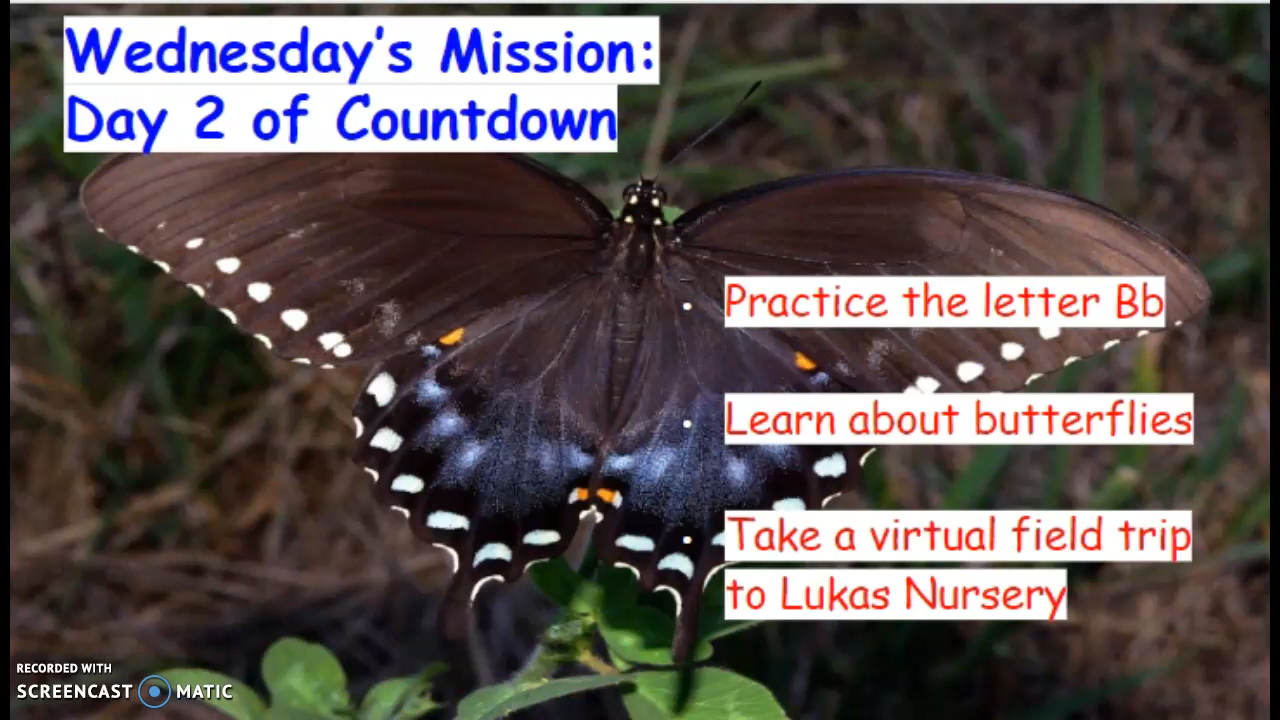 Wednesday's Mission:
Day 2 of Countdown
Practice the letter Bb
Learn about butterflies
Take a virtual field trip
to Lukas Nursery
RECORDED WITH
SCREENCAST MATIC